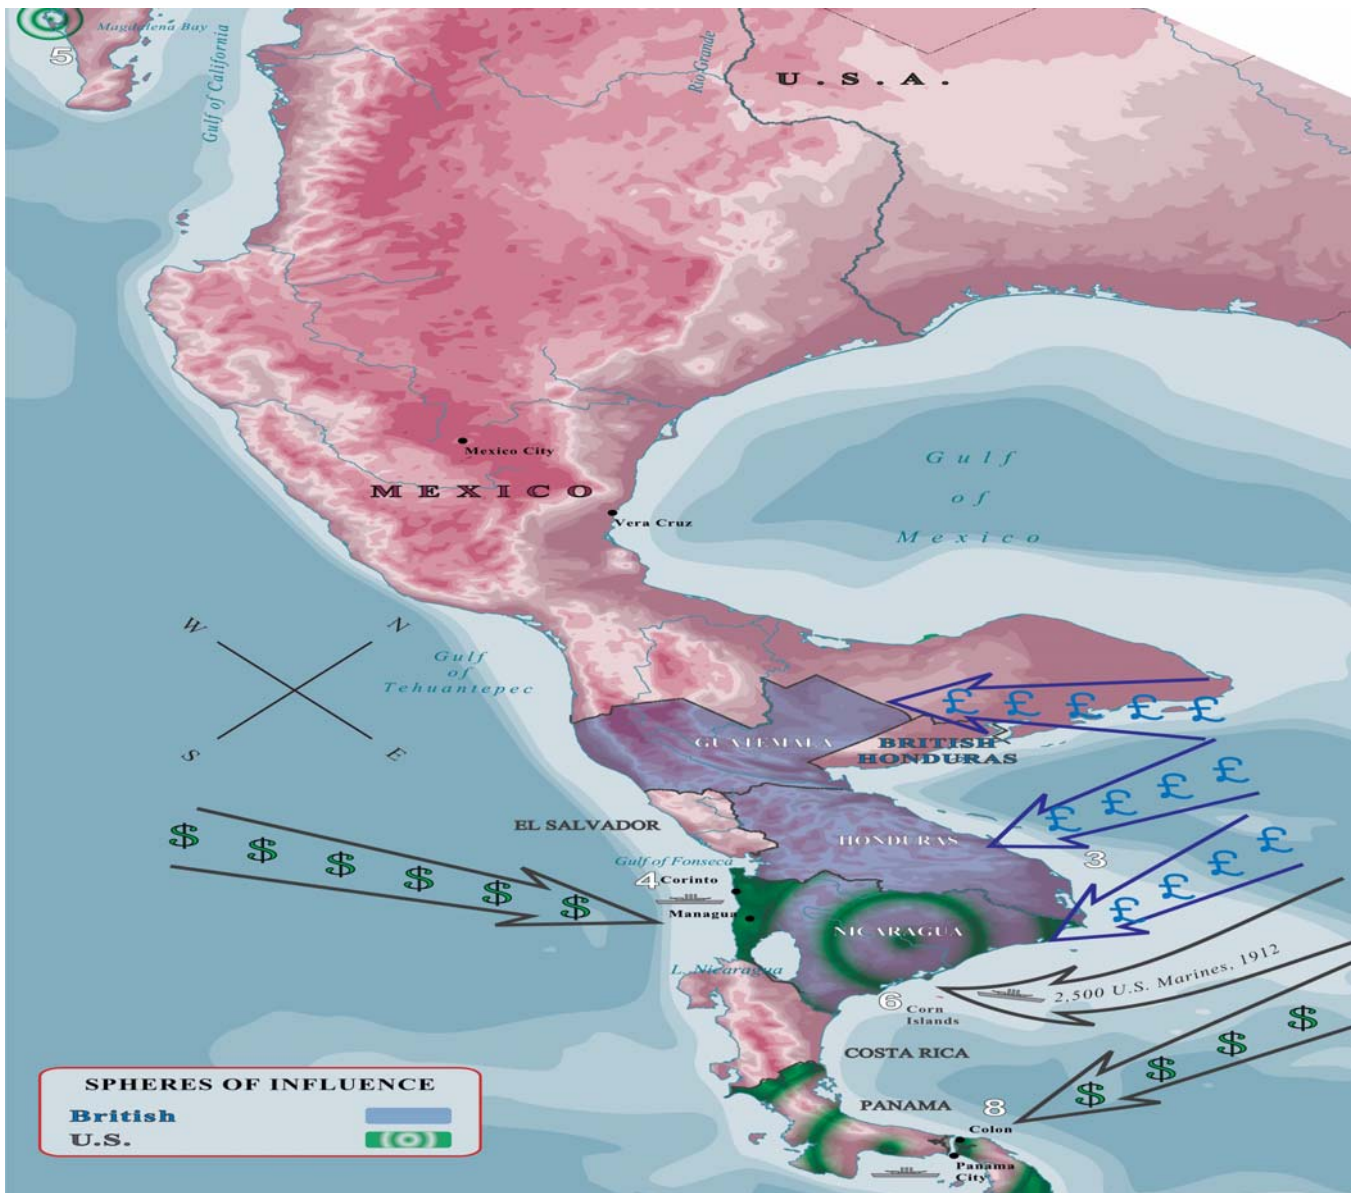 Magdalena Bay
5
Gulf of California
Rio Grande
U.S.A.
Mexico City
MEXICO
Vera Cruz
Gulf
of
Mexico
W
N
S
E
Gulf
of
Tehuantepec
£ £ £ £ £
GUATEMALA
BRITISH
HONDURAS
£ £ £ £
EL SALVADOR
HONDURAS
3
$ $ $ $ $ $
Gulf of Fonseca
4
Corinto
£ £ £ £
Managua
NICARAGUA
L. Nicaragua
2,500 U.S. Marines, 1912
6
Corn
Islands
$ $ $ $
COSTA RICA
PANAMA
8
Colon
Panama
City
SPHERES OF INFLUENCE
British
U.S.